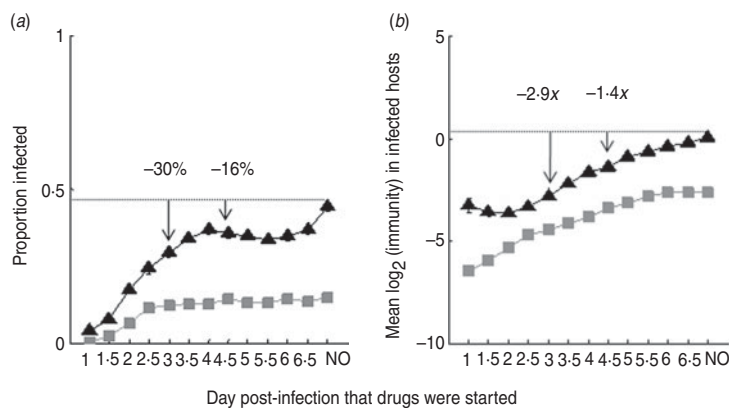 (a)
Proportion infected
1
0·5
0
−30%
−16%
1 1·5 2 2·5 3 3·5 4 4·5 5 5·5 6 6·5 NO
(b)
Mean log2 (immunity) in infected hosts
5
0
−5
−10
−2·9x
−1·4x
1 1·5 2 2·5 3 3·5 4 4·5 5 5·5 6 6·5 NO
Day post-infection that drugs were started